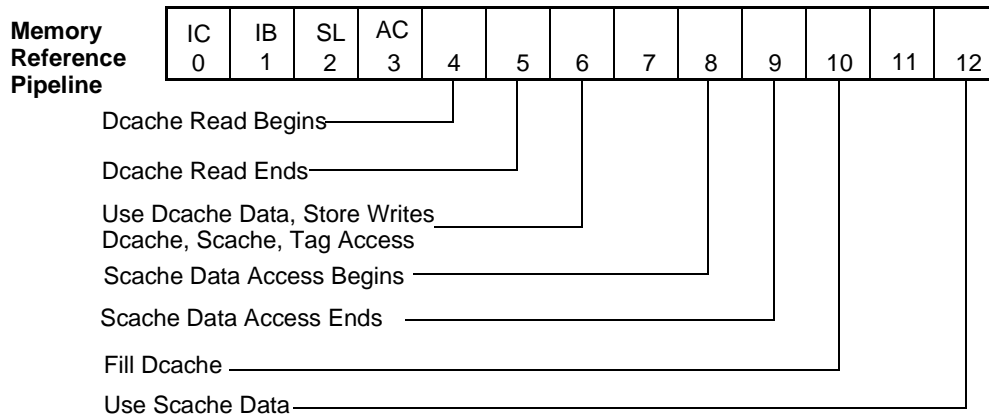 Memory
Reference
Pipeline
IC IB SL AC
0 1 2 3 4 5 6 7 8 9 10 11 12
Dcache Read Begins
Dcache Read Ends
Use Dcache Data, Store Writes
Dcache, Scache, Tag Access
Scache Data Access Begins
Scache Data Access Ends
Fill Dcache
Use Scache Data